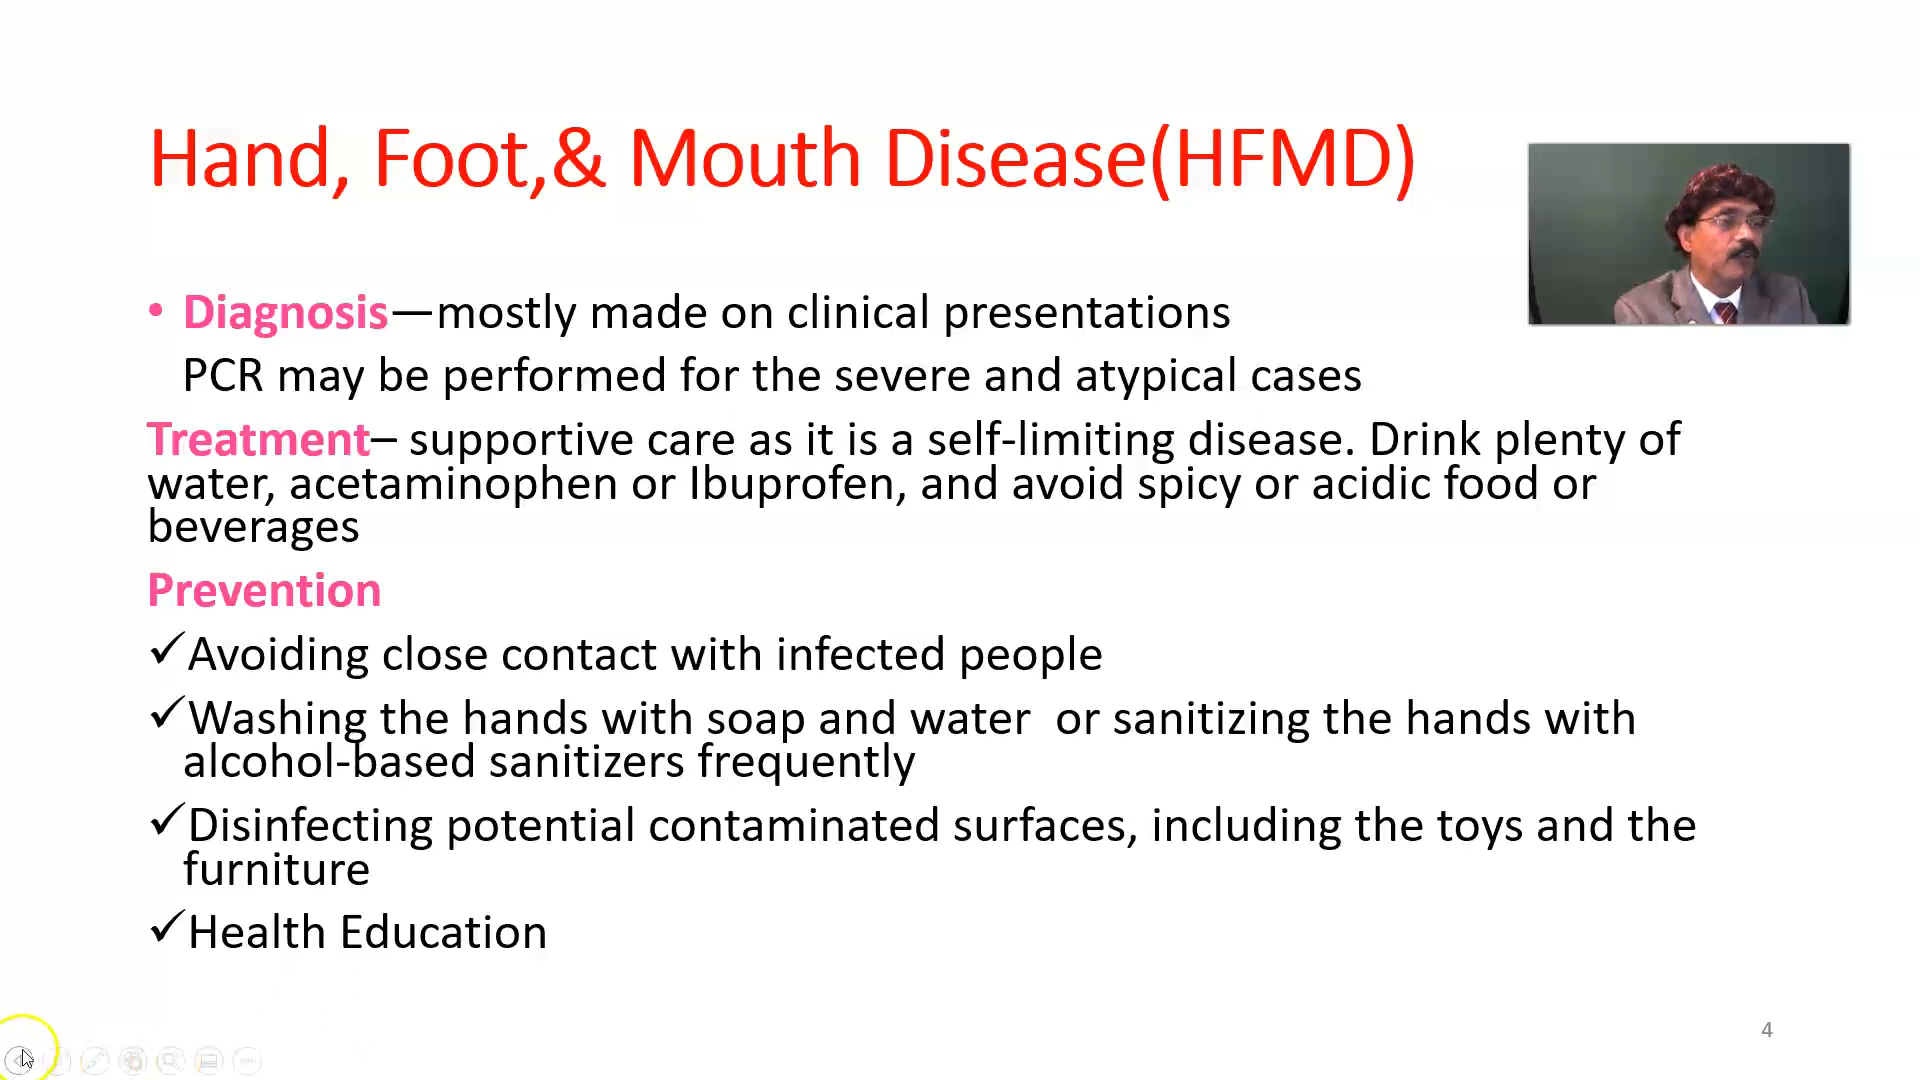 Hand, Foot,& Mouth Disease(HFMD)
• Diagnosis—mostly made on clinical presentations
PCR may be performed for the severe and atypical cases
Treatment– supportive care as it is a self-limiting disease. Drink plenty of
water, acetaminophen or Ibuprofen, and avoid spicy or acidic food or
beverages
Prevention
✓Avoiding close contact with infected people
✓Washing the hands with soap and water  or sanitizing the hands with
alcohol-based sanitizers frequently
✓Disinfecting potential contaminated surfaces, including the toys and the
furniture
✓Health Education
4